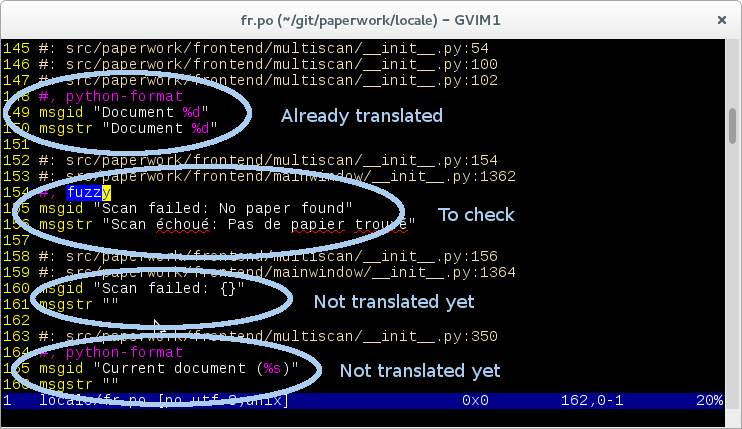 fr.po (~/git/paperwork/locale) - GVIM1
145 #: src/paperwork/frontend/multiscan/__init__.py:54
146 #: src/paperwork/frontend/multiscan/__init__.py:100
147 #: src/paperwork/frontend/multiscan/__init__.py:102
148 #, python-format
149 msgid "Document %d"
Already translated
150 msgstr "Document %d"
151
152 #: src/paperwork/frontend/multiscan/__init__.py:154
153 #: src/paperwork/frontend/mainwindow/__init__.py:1362
154 #, fuzzy
155 msgid "Scan failed: No paper found"
To check
156 msgstr "Scan échoué: Pas de papier trouvé"
157
158 #: src/paperwork/frontend/multiscan/__init__.py:156
159 #: src/paperwork/frontend/mainwindow/__init__.py:1364
160 msgid "Scan failed: {}"
Not translated yet
161 msgstr ""
162
163 #: src/paperwork/frontend/multiscan/__init__.py:350
164 #, python-format
165 msgid "Current document (%s)"
Not translated yet
166 msgstr ""
1 locale/fr.po [po,utf-8,unix] 0x0 162,0-1 20%